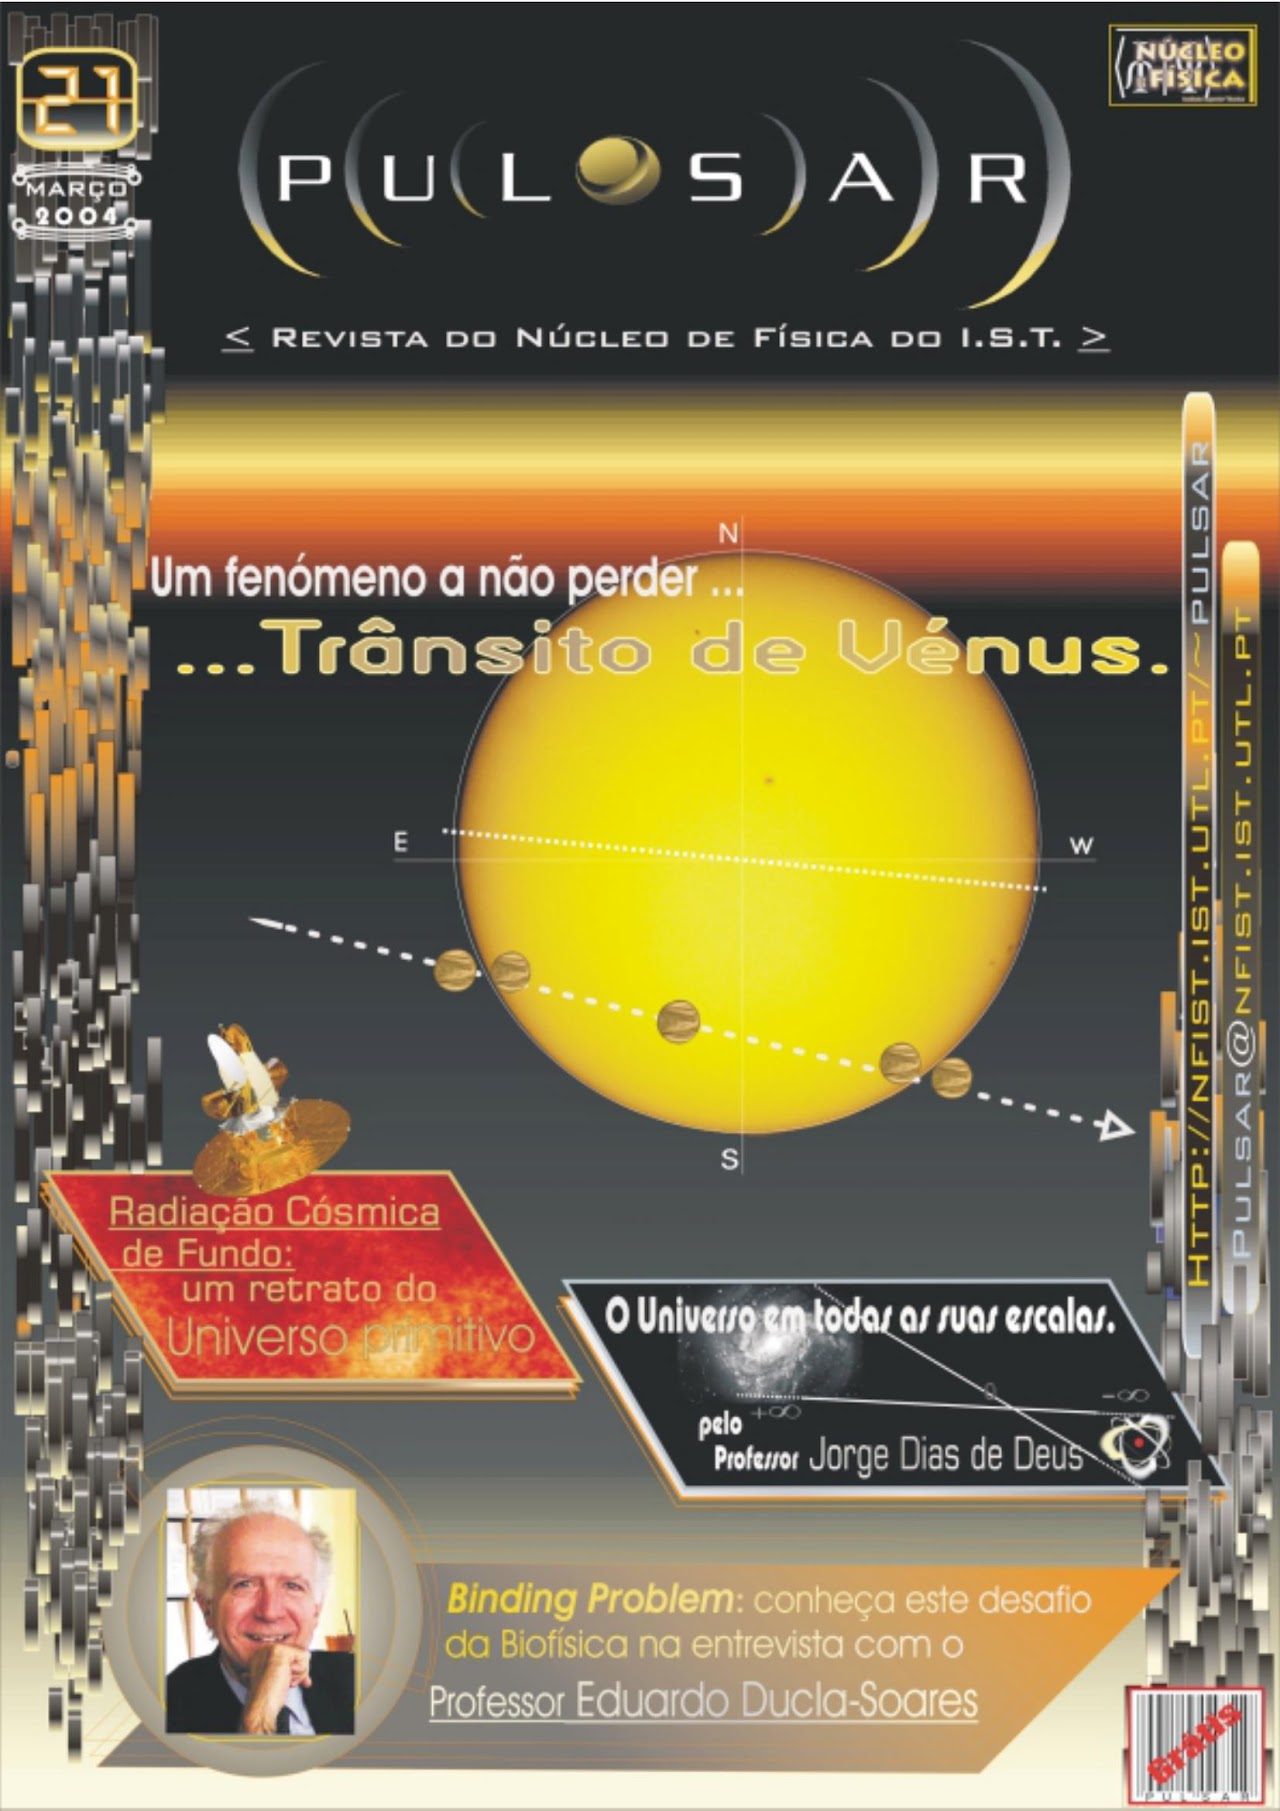 21
MARÇO
2004
NÚCLEO
FÍSICA
PULSAR
< REVISTA DO NÚCLEO DE FÍSICA DO I.S.T. >
Um fenómeno a não perder ...
...Trânsito de Vénus.
N
E
W
S
HTTP://NFIST.IST.UTL.PT/~PULSAR
PULSAR@NFIST.IST.UTL.PT
Radiação Cósmica
de Fundo:
um retrato do
Universo primitivo
O Universo em todas as suas escalas.
0
+∞
-∞
pelo
Professor Jorge Dias de Deus
Binding Problem: conheça este desafio
da Biofísica na entrevista com o
Professor Eduardo Ducla-Soares
Grátis
PULSAR